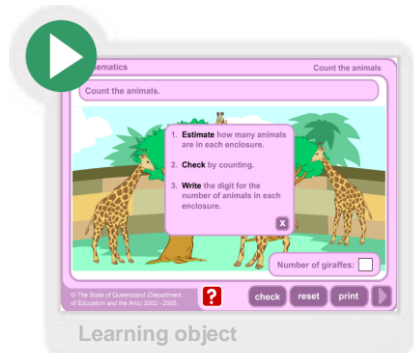 ematics
Count the animals
Count the animals.
1. Estimate how many animals
are in each enclosure.
2. Check by counting.
3. Write the digit for the
number of animals in each
enclosure.
X
Number of giraffes:
© The State of Queensland (Department
of Education and the Arts) 2002 - 2005.
?
check
reset
print
Learning object